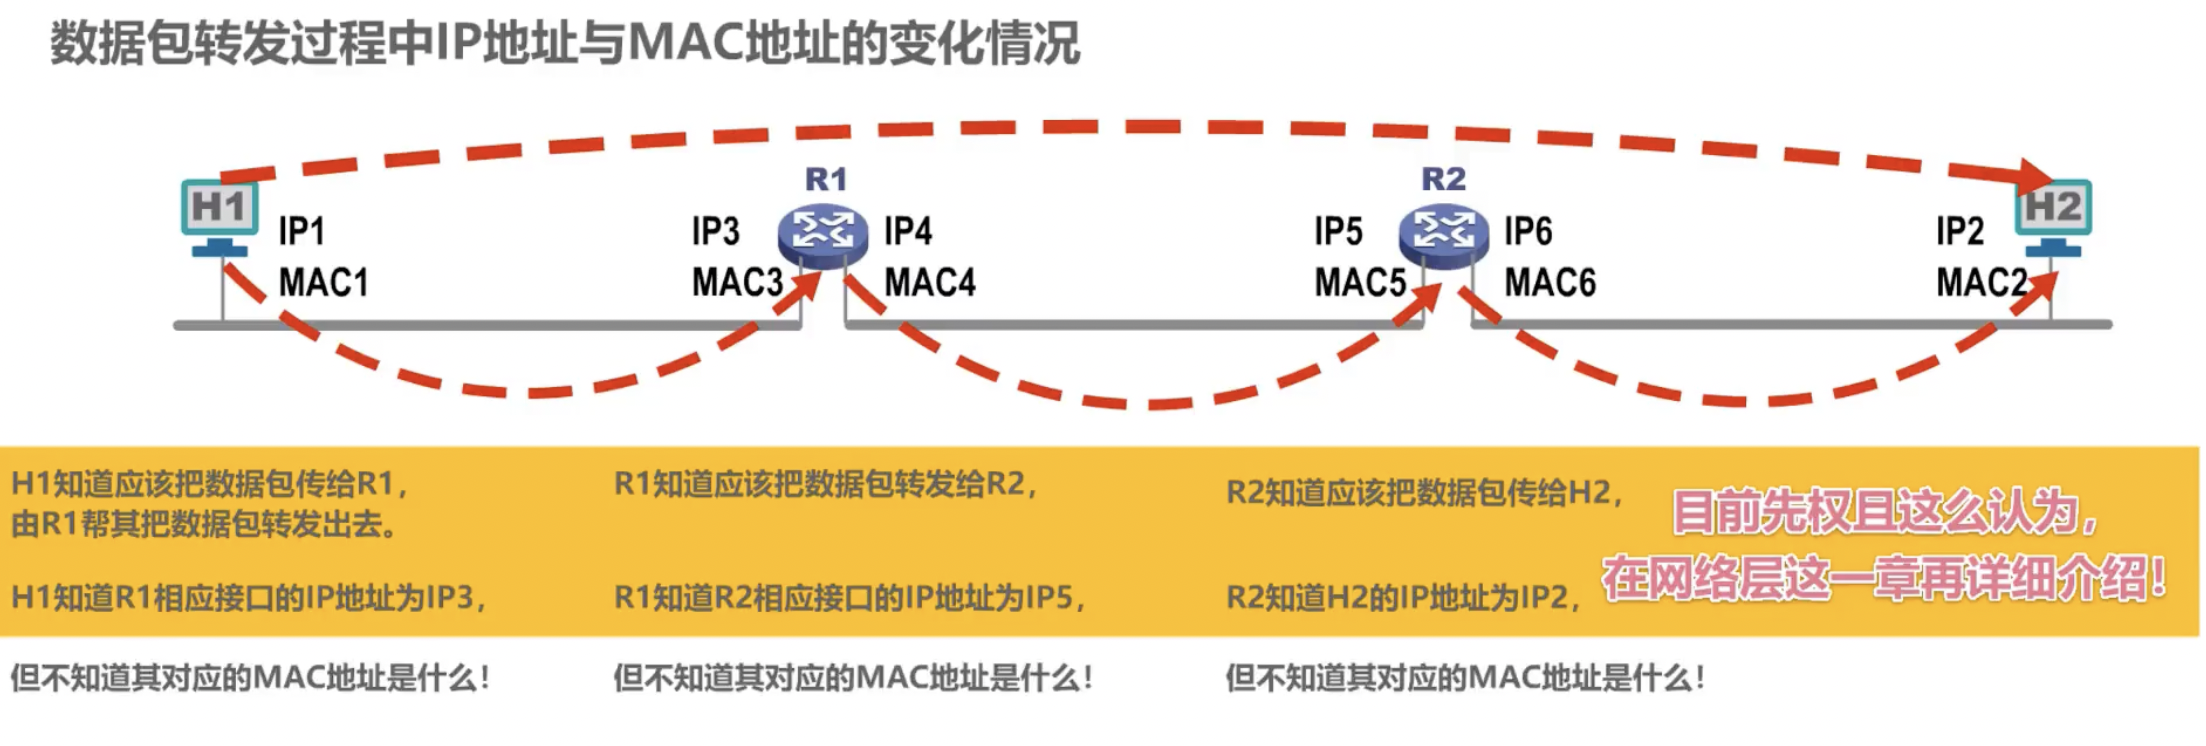 数据包转发过程中IP地址与MAC地址的变化情况
H1
IP1
MAC1
R1
IP3
MAC3
IP4
MAC4
R2
IP5
MAC5
IP6
MAC6
H2
IP2
MAC2
H1知道应该把数据包传给R1,
由R1帮其把数据包转发出去。
H1知道R1相应接口的IP地址为IP3,
但不知道其对应的MAC地址是什么!
R1知道应该把数据包转发给R2,
R1知道R2相应接口的IP地址为IP5,
但不知道其对应的MAC地址是什么!
R2知道应该把数据包传给H2,
R2知道H2的IP地址为IP2,
但不知道其对应的MAC地址是什么!
目前先权且这么认为,
在网络层这一章再详细介绍!